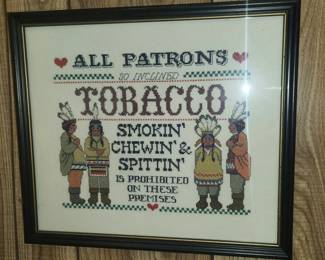 ALL PATRONS
SO INCLINED
TOBACCO
SMOKIN'
CHEWIN' &
SPITTIN'
IS PROHIBITED
ON THESE
PREMISES